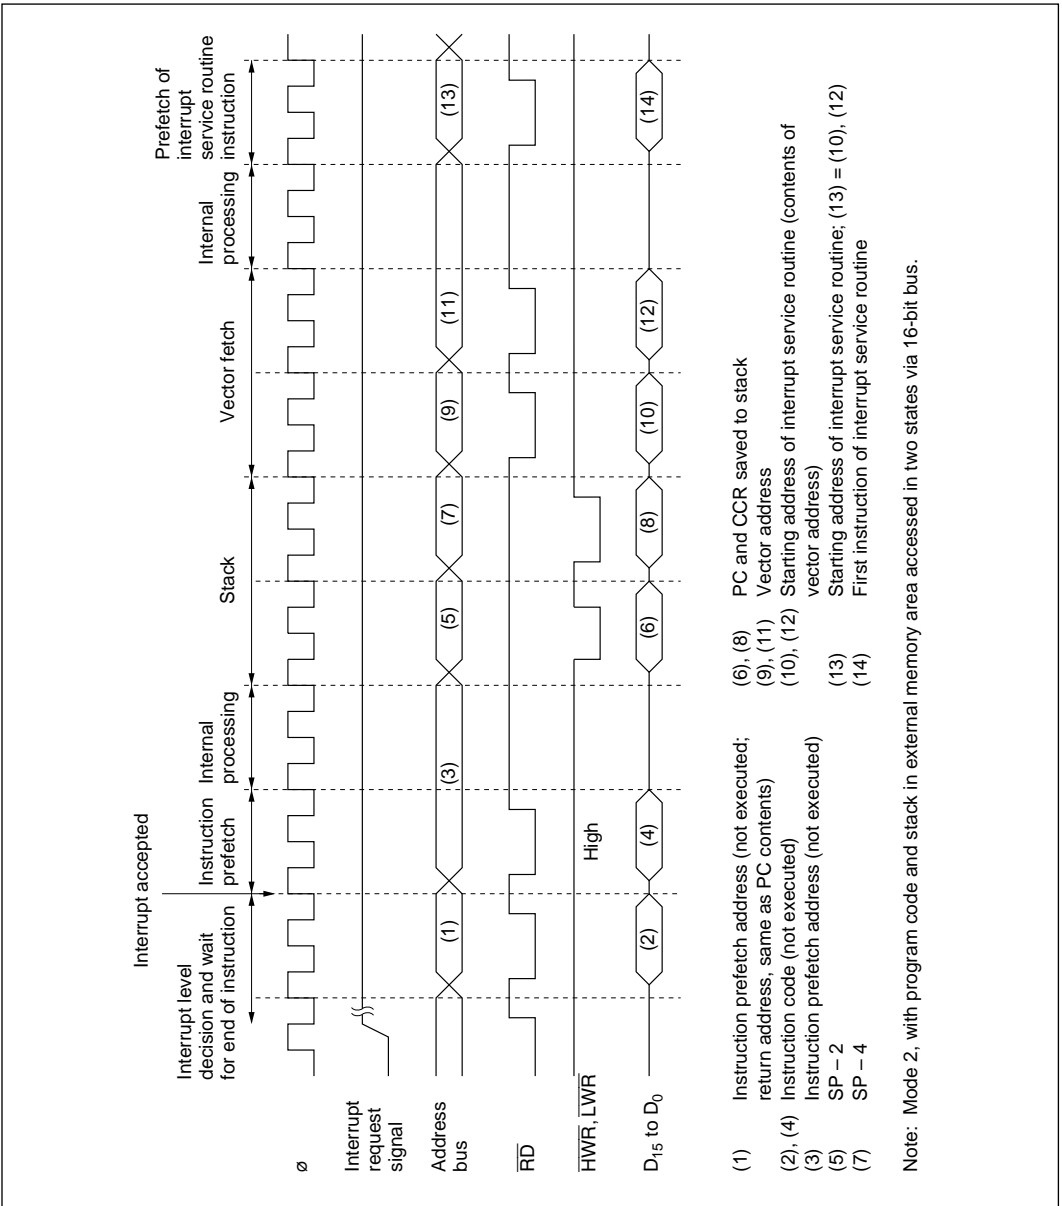 Interrupt accepted
Interrupt level
decision and wait
for end of instruction
Instruction
prefetch
Internal
processing
Stack
Vector fetch
Internal
processing
Prefetch of
interrupt
service routine
instruction
ø
Interrupt
request
signal
Address
bus
(1)
(3)
(5)
(7)
(9)
(11)
(13)
RD
HWR, LWR
High
D15 to D0
(2)
(4)
(6)
(8)
(10)
(12)
(14)
(1) Instruction prefetch address (not executed;
return address, same as PC contents)
(2), (4) Instruction code (not executed)
(3) Instruction prefetch address (not executed)
(5) SP – 2
(7) SP – 4
(6), (8) PC and CCR saved to stack
(9), (11) Vector address
(10), (12) Starting address of interrupt service routine (contents of
vector address)
(13) Starting address of interrupt service routine; (13) = (10), (12)
(14) First instruction of interrupt service routine
Note: Mode 2, with program code and stack in external memory area accessed in two states via 16-bit bus.